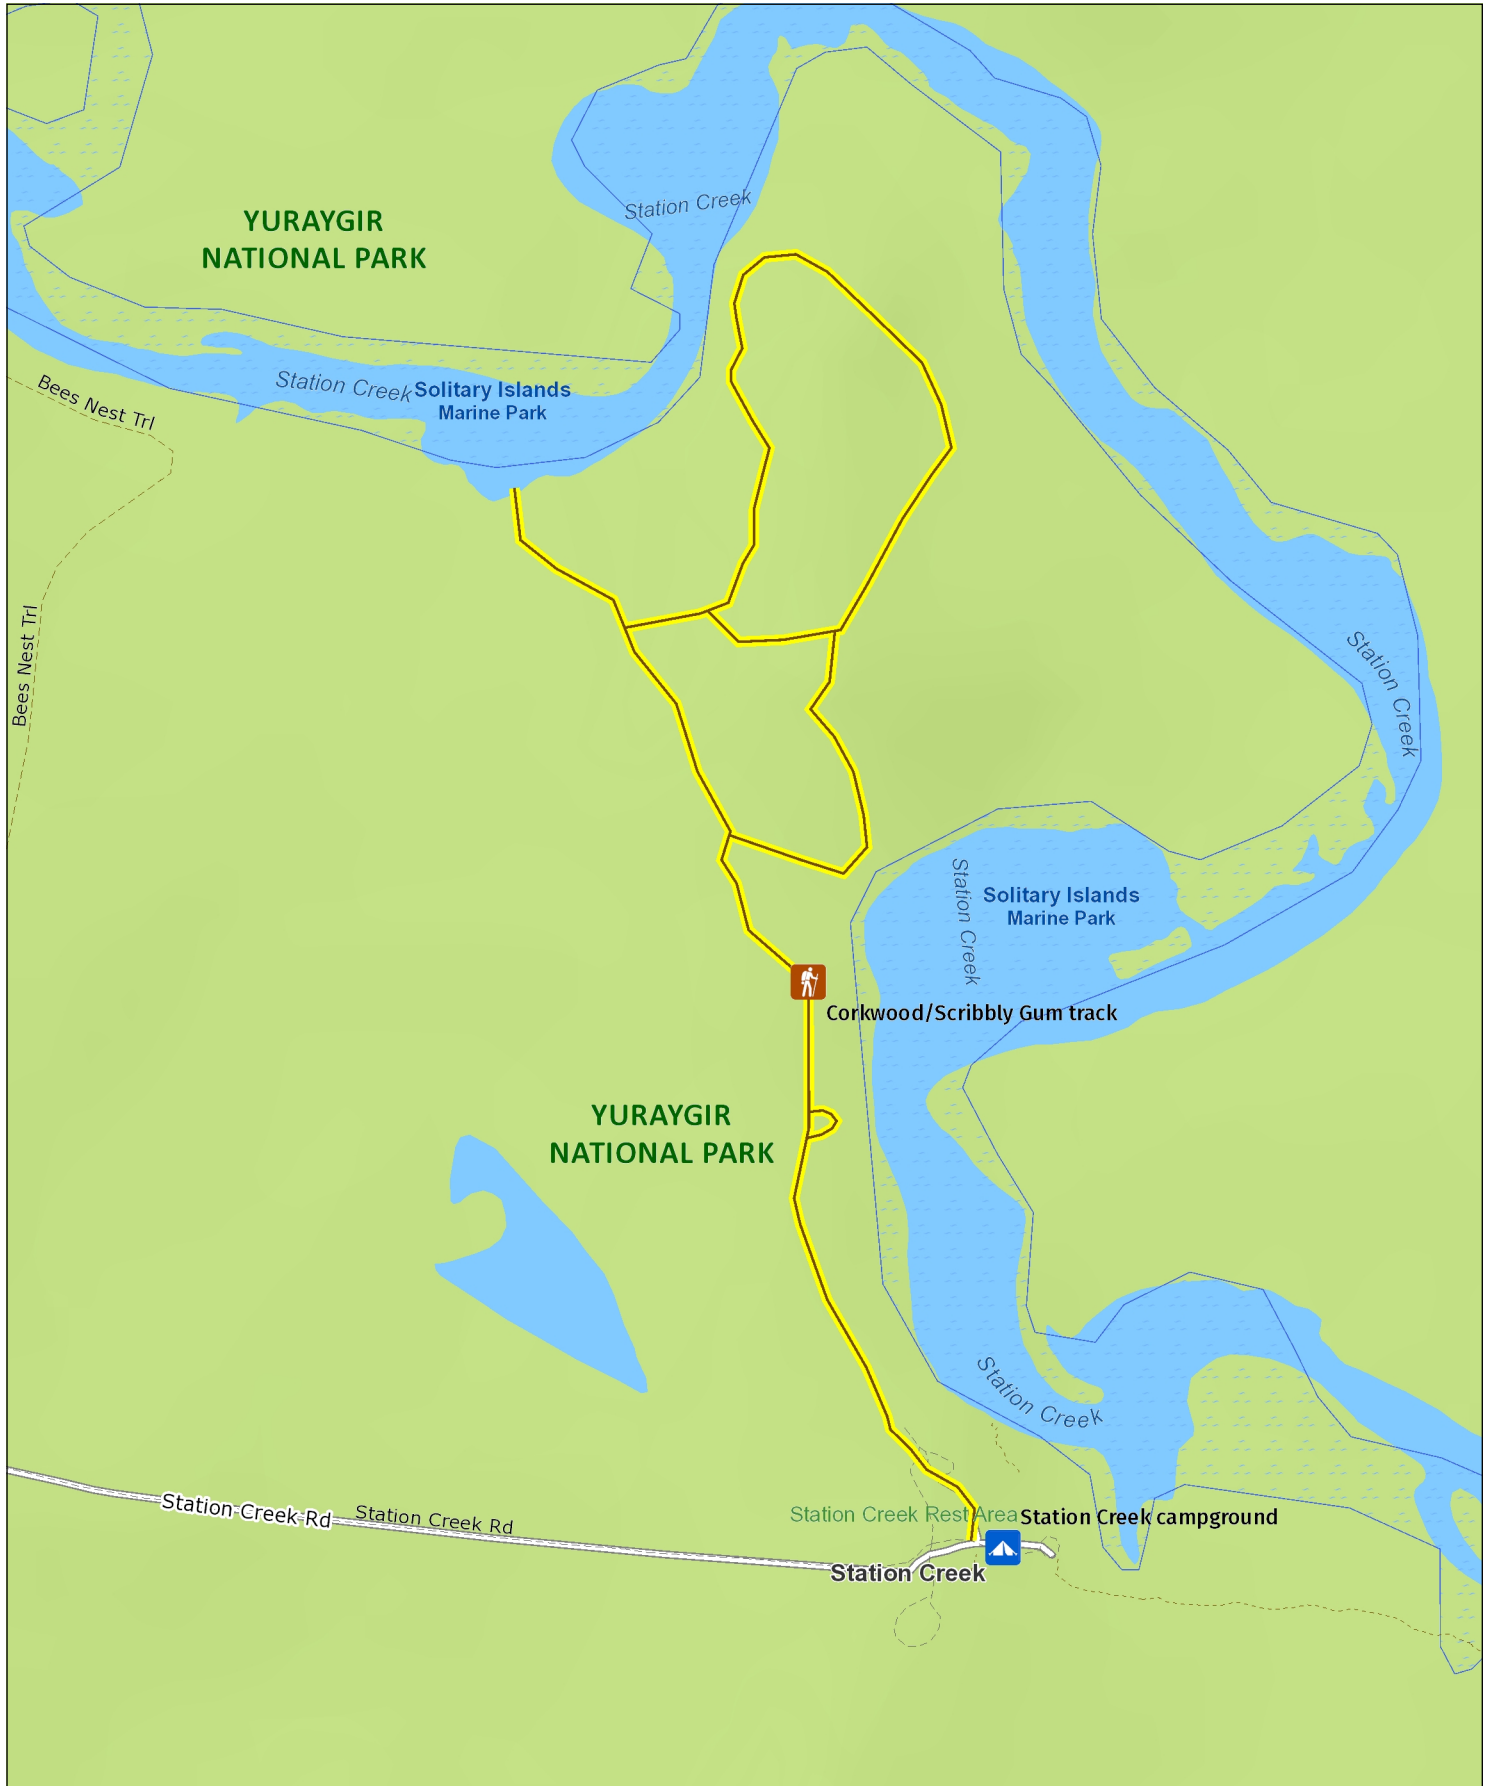 Station Creek
YURAYGIR
NATIONAL PARK
Station Creek
Solitary Islands
Marine Park
Bees Nest Trl
Bees Nest Trl
Station Creek
Station Creek
Solitary Islands
Marine Park
Corkwood/Scribbly Gum track
YURAYGIR
NATIONAL PARK
Station Creek
Station Creek Rd
Station Creek Rd
Station Creek Rest Area
Station Creek campground
Station Creek